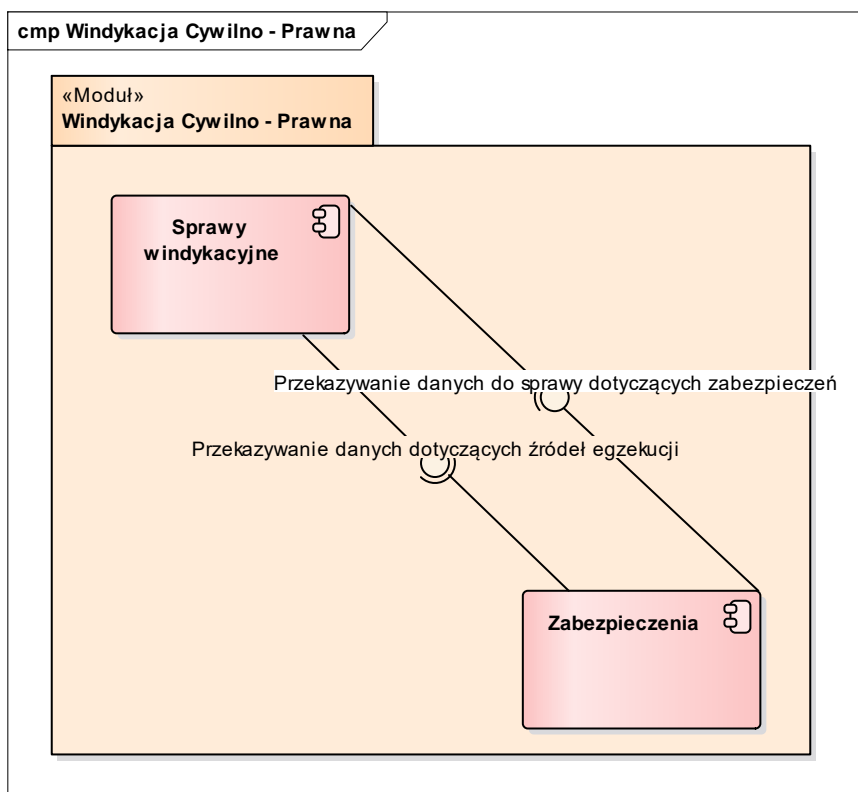 cmp Windykacja Cywilno - Prawna
«Moduł»
Windykacja Cywilno - Prawna
Sprawy
windykacyjne
Przekazywanie danych do sprawy dotyczących zabezpieczeń
Przekazywanie danych dotyczących źródeł egzekucji
Zabezpieczenia